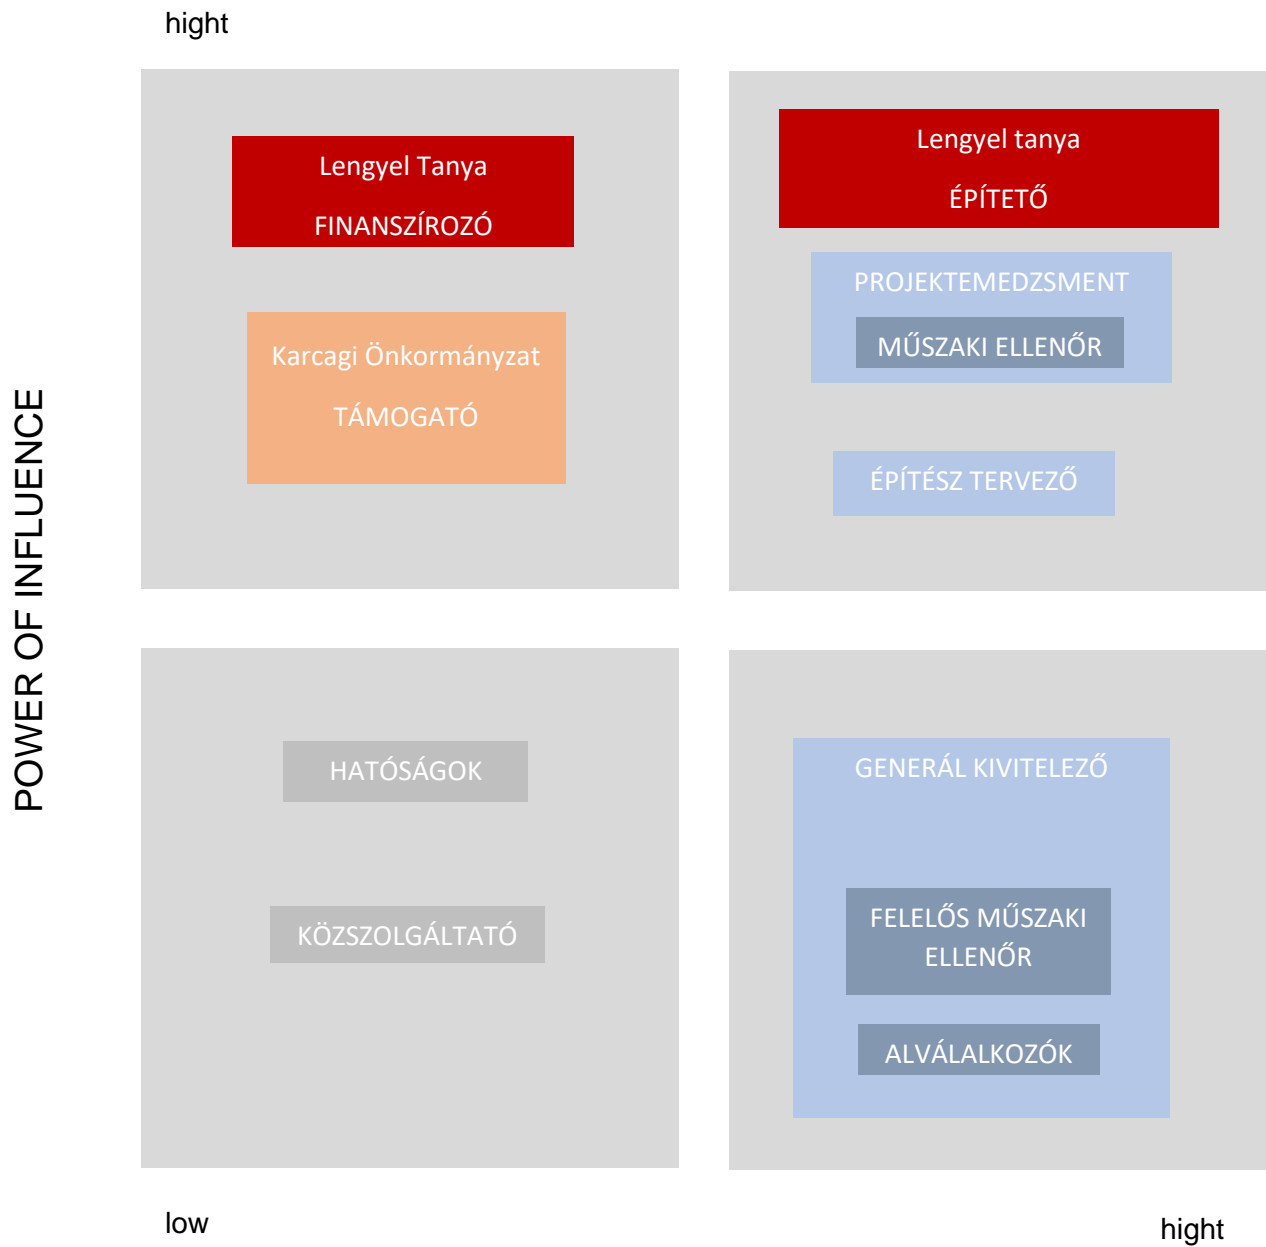 hight
Lengyel Tanya
FINANSZÍROZÓ
Karcagi Önkormányzat
TÁMOGATÓ
Lengyel tanya
ÉPÍTETŐ
PROJEKTEMEDZSMENT
MŰSZAKI ELLENŐR
ÉPÍTÉSZ TERVEZŐ
POWER OF INFLUENCE
HATÓSÁGOK
KÖZSZOLGÁLTATÓ
GENERÁL KIVITELEZŐ
FELELŐS MŰSZAKI
ELLENŐR
ALVÁLALKOZÓK
low
hight